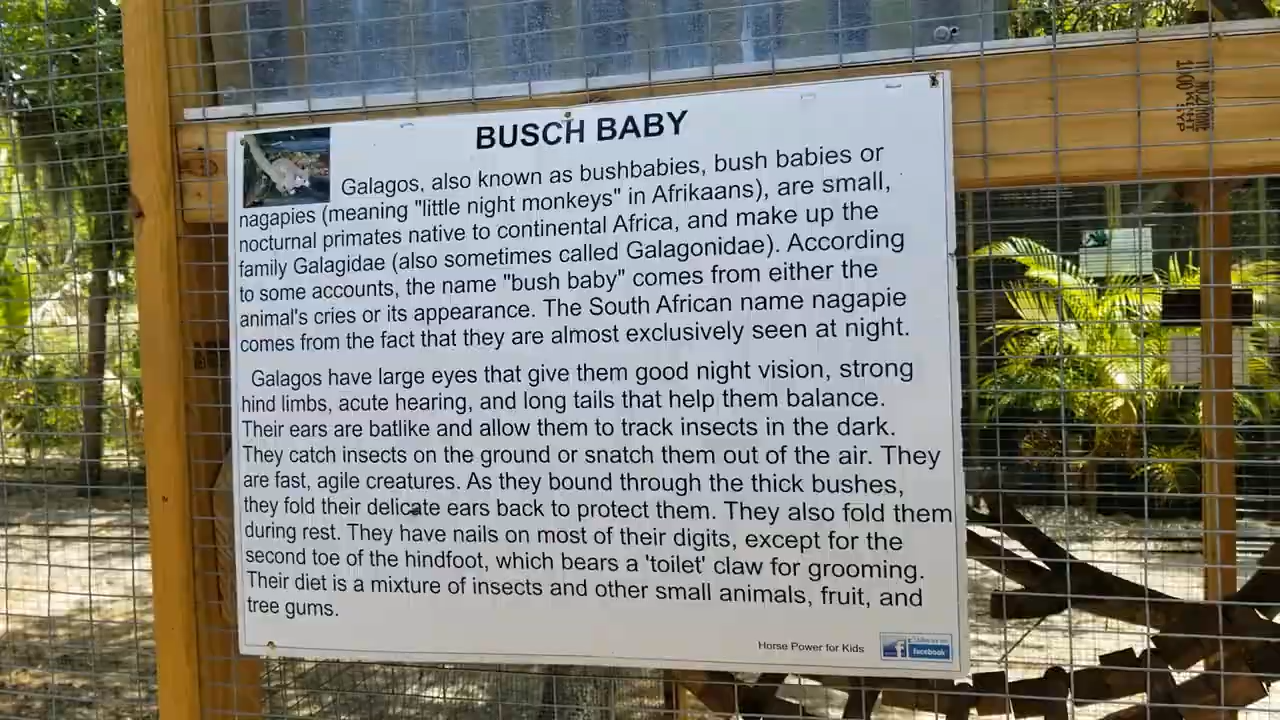 BUSCH BABY
Galagos, also known as bushbabies, bush babies or
nagapies (meaning "little night monkeys" in Afrikaans), are small,
nocturnal primates native to continental Africa, and make up the
family Galagidae (also sometimes called Galagonidae). According
to some accounts, the name "bush baby" comes from either the
animal's cries or its appearance. The South African name nagapie
comes from the fact that they are almost exclusively seen at night.
Galagos have large eyes that give them good night vision, strong
hind limbs, acute hearing, and long tails that help them balance.
Their ears are batlike and allow them to track insects in the dark.
They catch insects on the ground or snatch them out of the air. They
are fast, agile creatures. As they bound through the thick bushes,
they fold their delicate ears back to protect them. They also fold them
during rest. They have nails on most of their digits, except for the
second toe of the hindfoot, which bears a 'toilet' claw for grooming.
Their diet is a mixture of insects and other small animals, fruit, and
tree gums.
Horse Power for Kids
facebook